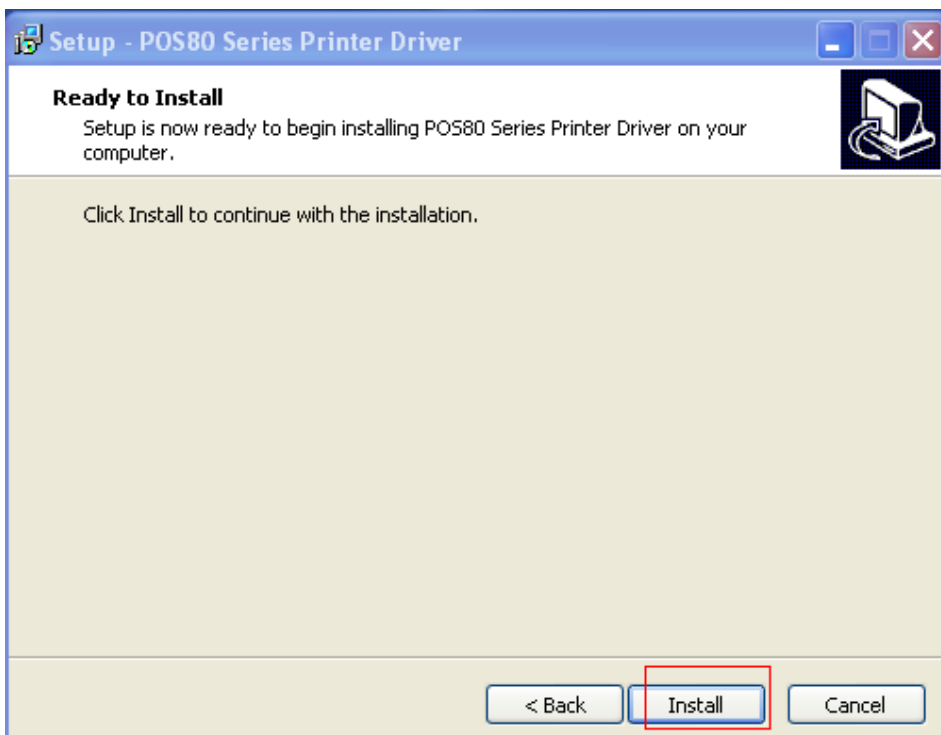 Setup - POS80 Series Printer Driver
Ready to Install
Setup is now ready to begin installing POS80 Series Printer Driver on your
computer.
Click Install to continue with the installation.
< Back
Install
Cancel